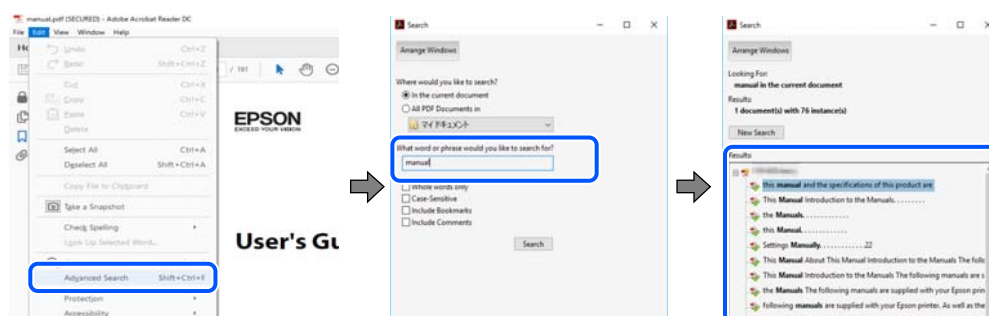 manual.pdf (SECURED) - Adobe Acrobat Reader DC
File Edit View Window Help
Undo Ctrl+Z
Redo Shift+Ctrl+Z
Cut Ctrl+X
Copy Ctrl+C
Paste Ctrl+V
Delete
Select All Ctrl+A
Deselect All Shift+Ctrl+A
Copy File to Clipboard
Take a Snapshot
Check Spelling
Look Up Selected Word...
Advanced Search Shift+Ctrl+F
Protection
Accessibility
/ 181
EPSON
EXCEED YOUR VISION
User's Gu
Search
Arrange Windows
Where would you like to search?
In the current document
All PDF Documents in
マイ ドキュメント
What word or phrase would you like to search for?
manual
Whole words only
Case-Sensitive
Include Bookmarks
Include Comments
Search
Search
Arrange Windows
Looking For:
manual in the current document
Results:
1 document(s) with 76 instance(s)
New Search
Results:
this manual and the specifications of this product are
This Manual Introduction to the Manuals. . . . . . . .
the Manuals. . . . . . . . . . . .
this Manual. . . . . . . . . . . .
Settings Manually. . . . . . . . . . . . 22
This Manual About This Manual Introduction to the Manuals The follo
This Manual Introduction to the Manuals The following manuals are s
the Manuals The following manuals are supplied with your Epson prin
following manuals are supplied with your Epson printer. As well as the